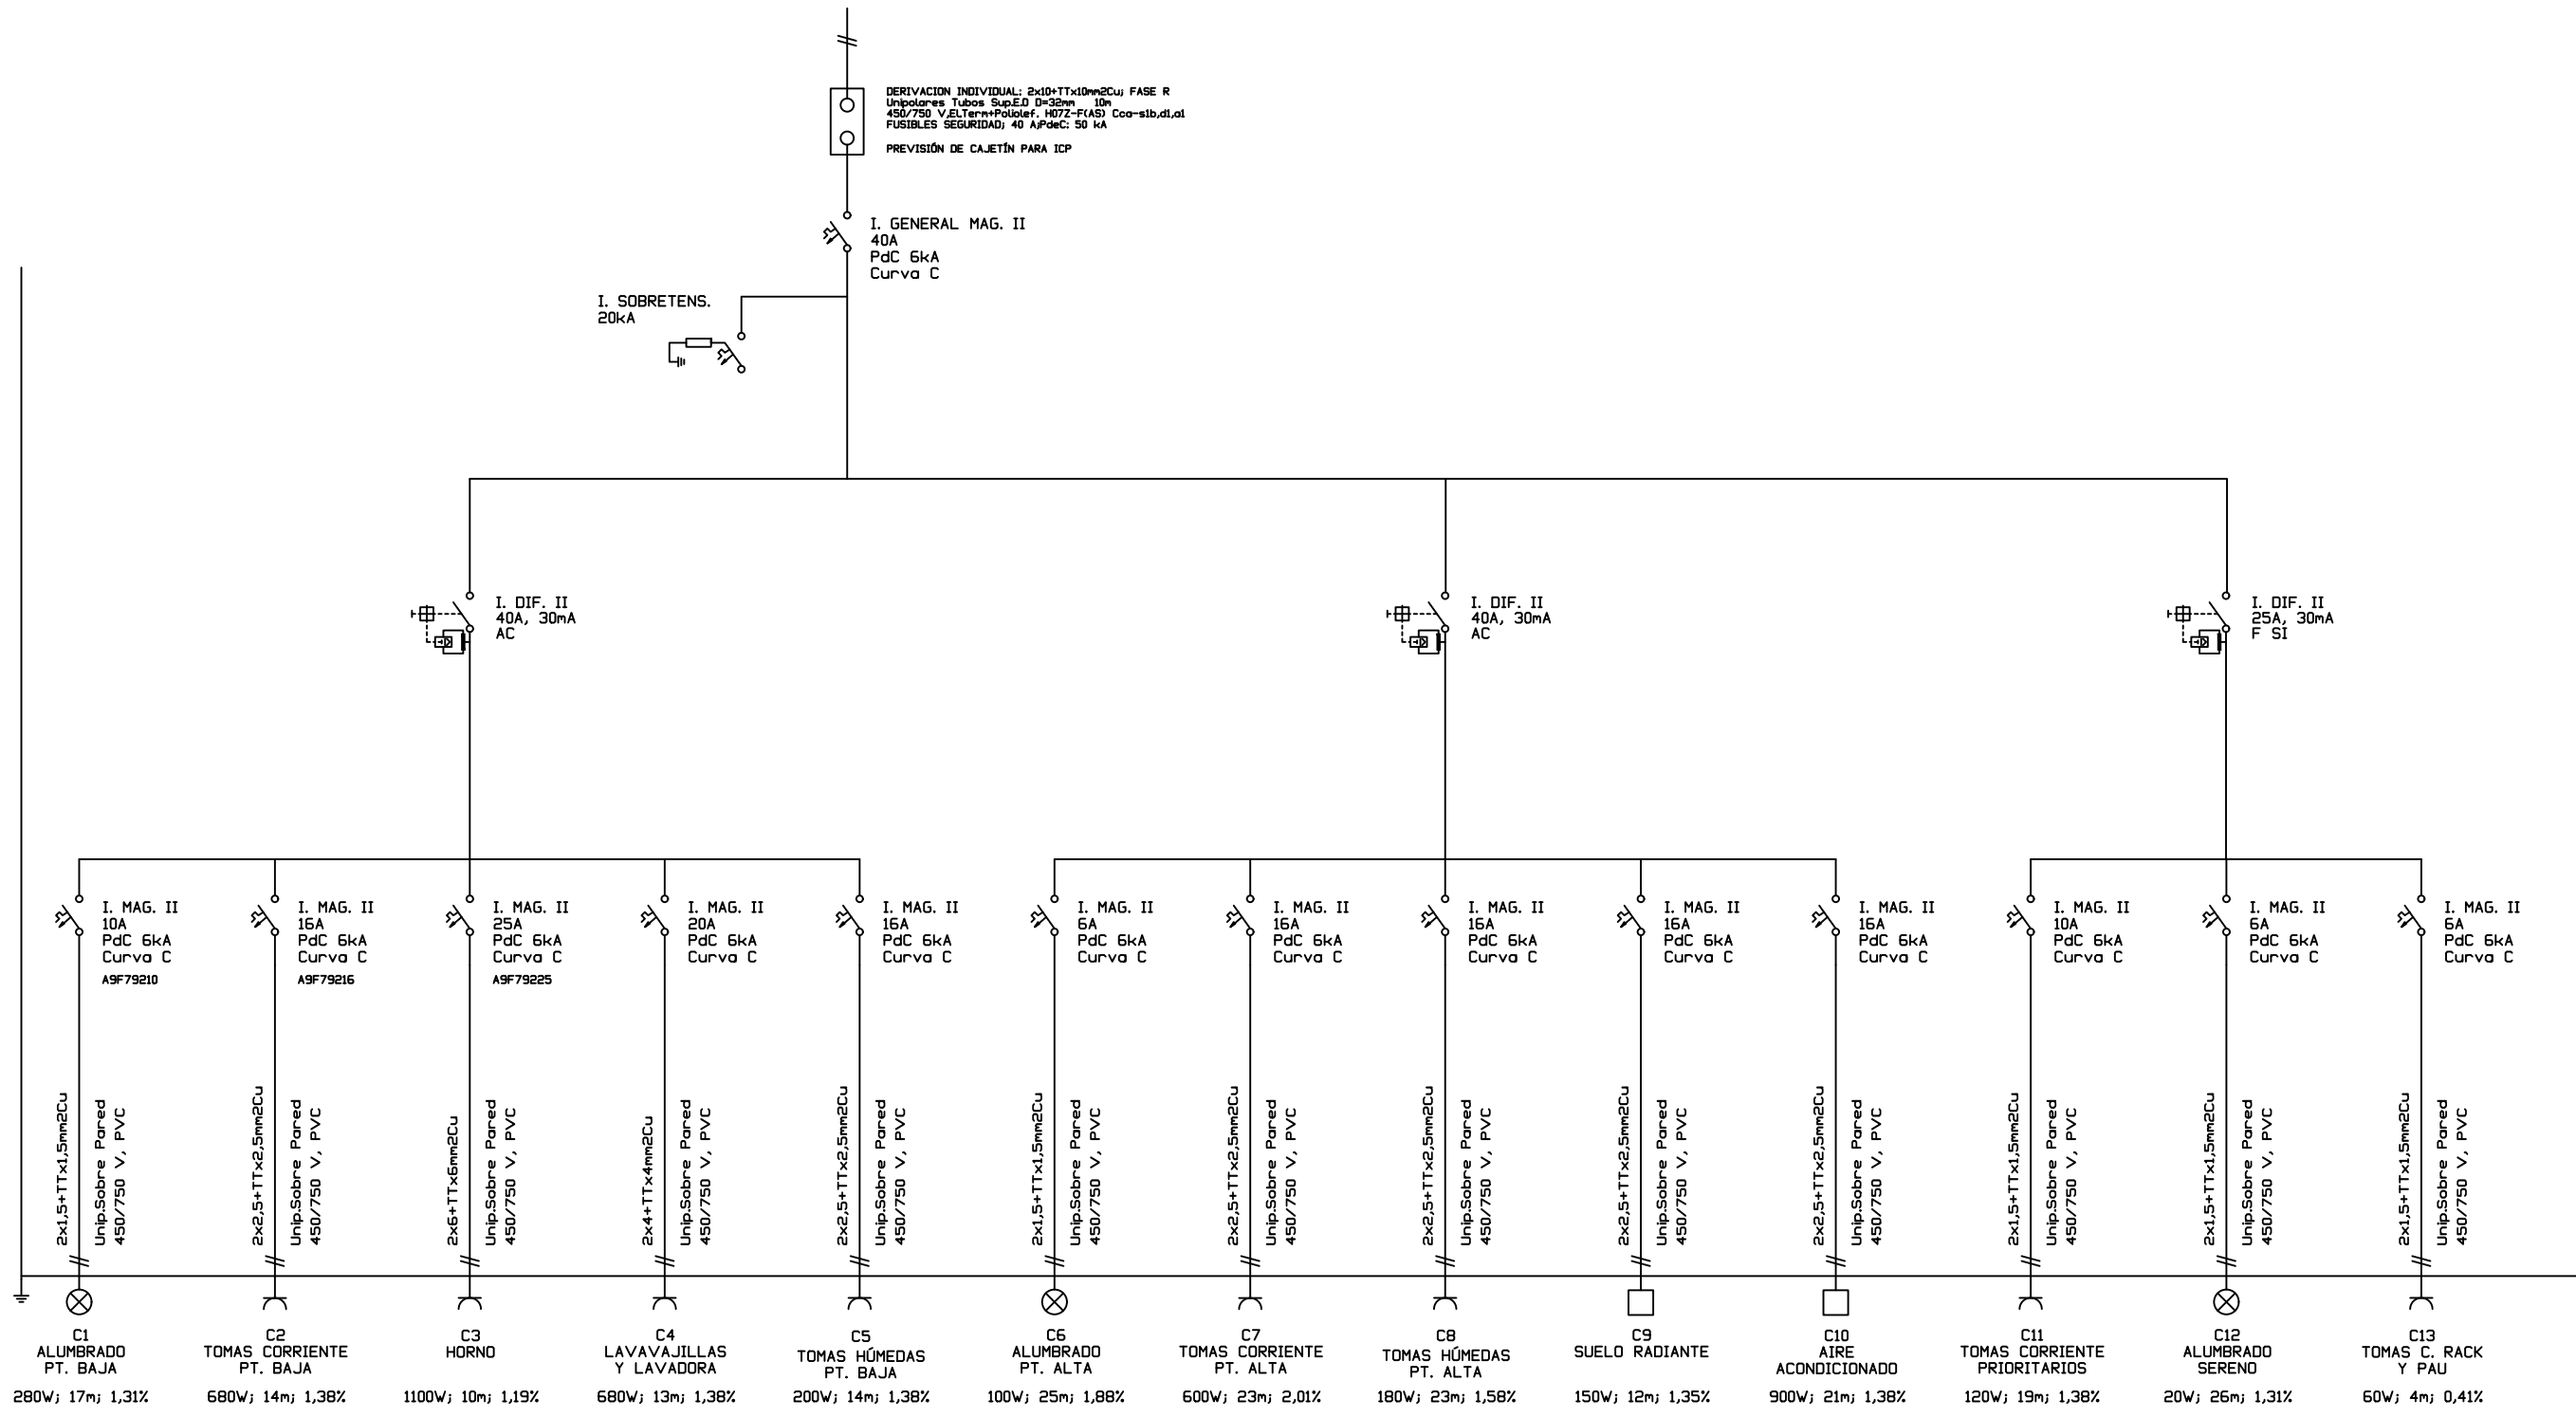 DERIVACION INDIVIDUAL: 2x10+TTx10mm2Cu; FASE R
Unipolares Tubos Sup.E.O D=32mm 10m
450/750 V,ELTerm+Poliolef. H07Z-F(AS) Cca-s1b,d1,a1
FUSIBLES SEGURIDAD; 40 A;PdeC: 50 kA
PREVISIÓN DE CAJETÍN PARA ICP
I. GENERAL MAG. II
40A
PdC 6kA
Curva C
I. SOBRETENS.
20kA
I. DIF. II
40A, 30mA
AC
I. DIF. II
40A, 30mA
AC
I. DIF. II
25A, 30mA
F SI
I. MAG. II
10A
PdC 6kA
Curva C
A9F79210
I. MAG. II
16A
PdC 6kA
Curva C
A9F79216
I. MAG. II
25A
PdC 6kA
Curva C
A9F79225
I. MAG. II
20A
PdC 6kA
Curva C
I. MAG. II
16A
PdC 6kA
Curva C
I. MAG. II
6A
PdC 6kA
Curva C
I. MAG. II
16A
PdC 6kA
Curva C
I. MAG. II
16A
PdC 6kA
Curva C
I. MAG. II
16A
PdC 6kA
Curva C
I. MAG. II
16A
PdC 6kA
Curva C
I. MAG. II
10A
PdC 6kA
Curva C
I. MAG. II
6A
PdC 6kA
Curva C
I. MAG. II
6A
PdC 6kA
Curva C
2x1,5+TTx1,5mm2Cu
Unip.Sobre Pared
450/750 V, PVC
2x2,5+TTx2,5mm2Cu
Unip.Sobre Pared
450/750 V, PVC
2x6+TTx6mm2Cu
Unip.Sobre Pared
450/750 V, PVC
2x4+TTx4mm2Cu
Unip.Sobre Pared
450/750 V, PVC
2x2,5+TTx2,5mm2Cu
Unip.Sobre Pared
450/750 V, PVC
2x1,5+TTx1,5mm2Cu
Unip.Sobre Pared
450/750 V, PVC
2x2,5+TTx2,5mm2Cu
Unip.Sobre Pared
450/750 V, PVC
2x2,5+TTx2,5mm2Cu
Unip.Sobre Pared
450/750 V, PVC
2x2,5+TTx2,5mm2Cu
Unip.Sobre Pared
450/750 V, PVC
2x2,5+TTx2,5mm2Cu
Unip.Sobre Pared
450/750 V, PVC
2x1,5+TTx1,5mm2Cu
Unip.Sobre Pared
450/750 V, PVC
2x1,5+TTx1,5mm2Cu
Unip.Sobre Pared
450/750 V, PVC
2x1,5+TTx1,5mm2Cu
Unip.Sobre Pared
450/750 V, PVC
C1
ALUMBRADO
PT. BAJA
280W; 17m; 1,31%
C2
TOMAS CORRIENTE
PT. BAJA
680W; 14m; 1,38%
C3
HORNO
1100W; 10m; 1,19%
C4
LAVAVAJILLAS
Y LAVADORA
680W; 13m; 1,38%
C5
TOMAS HÚMEDAS
PT. BAJA
200W; 14m; 1,38%
C6
ALUMBRADO
PT. ALTA
100W; 25m; 1,88%
C7
TOMAS CORRIENTE
PT. ALTA
600W; 23m; 2,01%
C8
TOMAS HÚMEDAS
PT. ALTA
180W; 23m; 1,58%
C9
SUELO RADIANTE
150W; 12m; 1,35%
C10
AIRE
ACONDICIONADO
900W; 21m; 1,38%
C11
TOMAS CORRIENTE
PRIORITARIOS
120W; 19m; 1,38%
C12
ALUMBRADO
SERENO
20W; 26m; 1,31%
C13
TOMAS C. RACK
Y PAU
60W; 4m; 0,41%